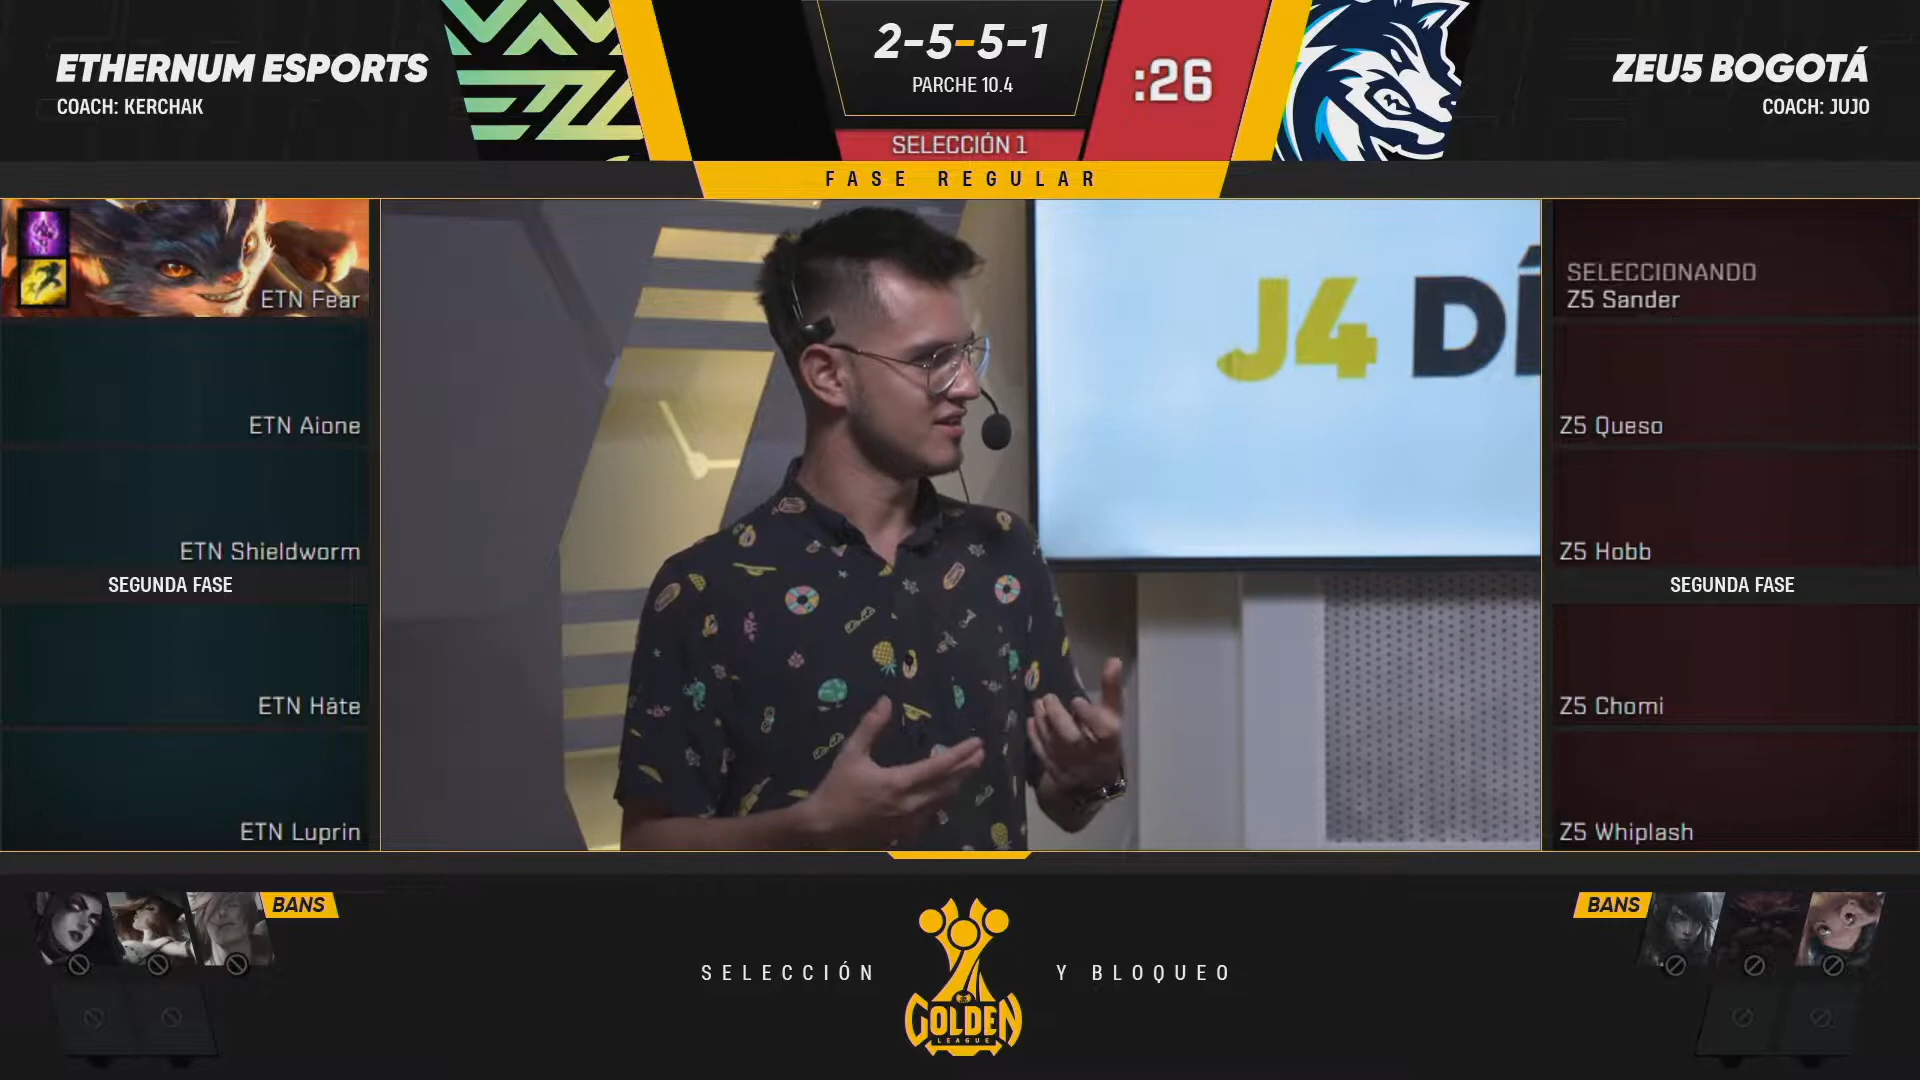 ETHERNUM ESPORTS
COACH: KERCHAK
2-5-5-1
PARCHE 10.4
SELECCIÓN 1
:26
ZEU5 BOGOTÁ
COACH: JUJO
FASE REGULAR
ETN Fear
ETN Aione
ETN Shieldworm
SEGUNDA FASE
ETN Hâte
ETN Luprin
J4 DÍ
SELECCIONANDO
Z5 Sander
Z5 Queso
Z5 Hobb
SEGUNDA FASE
Z5 Chomi
Z5 Whiplash
BANS
BANS
SELECCIÓN
Y BLOQUEO
GOLDEN
LEAGUE